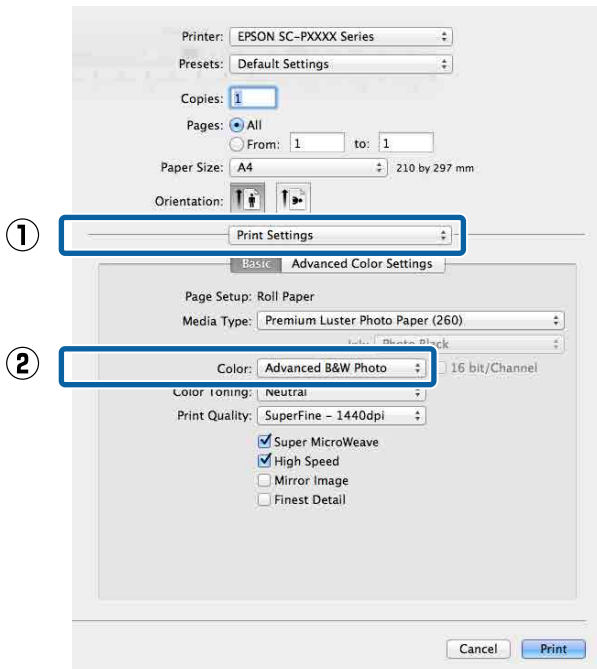 Printer: EPSON SC-PXXXX Series
Presets: Default Settings
Copies: 1
Pages: All
From: 1 to: 1
Paper Size: A4 210 by 297 mm
Orientation:
1
Print Settings
Basic Advanced Color Settings
Page Setup: Roll Paper
Media Type: Premium Luster Photo Paper (260)
Ink: Photo Black
2
Color: Advanced B&W Photo 16 bit/Channel
Color Toning: Neutral
Print Quality: SuperFine - 1440dpi
Super MicroWeave
High Speed
Mirror Image
Finest Detail
Cancel Print